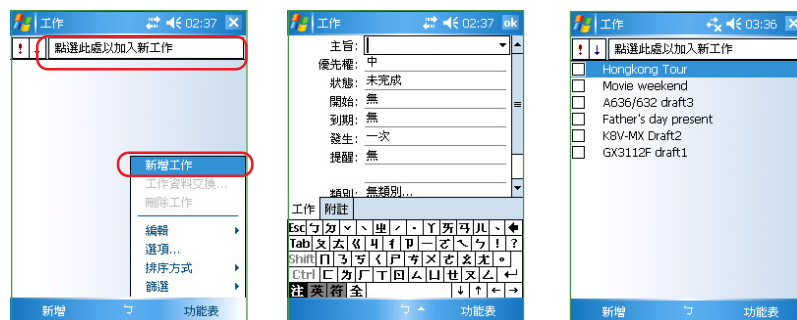 工作 02:37
! ↓ 點選此處以加入新工作
新增工作
工作資料交換...
刪除工作
編輯
選項...
排序方式
篩選
新增 ㄅ 功能表
工作 02:37 ok
主旨:
優先權: 中
狀態: 未完成
開始: 無
到期: 無
發生: 一次
提醒: 無
類別: 無類別...
工作 附註
Esc ㄅ ㄉ ˇ ˋ ㄓ ˊ ˙ ㄚ ㄞ ㄢ ㄦ 、
Tab ㄆ ㄊ ㄍ ㄐ ㄔ ㄗ ㄧ ㄛ ㄟ ㄣ ! ?
Shift ㄇ ㄋ ㄎ ㄑ ㄕ ㄘ ㄨ ㄜ ㄠ ㄤ 。
Ctrl ㄈ ㄌ ㄏ ㄒ ㄖ ㄙ ㄩ ㄝ ㄡ ㄥ ↵
注 英 符 全 ↓ ↑ ← →
ㄅ 功能表
工作 03:36
! ↓ 點選此處以加入新工作
Hongkong Tour
Movie weekend
A636/632 draft3
Father's day present
K8V-MX Draft2
GX3112F draft1
新增 ㄅ 功能表